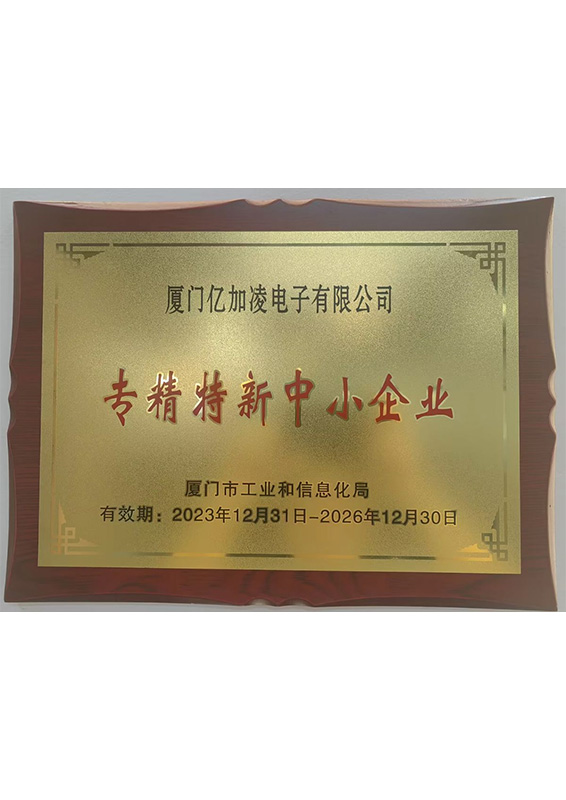 厦门亿加凌电子有限公司
专精特新中小企业
厦门市工业和信息化局
有效期：2023年12月31日-2026年12月30日